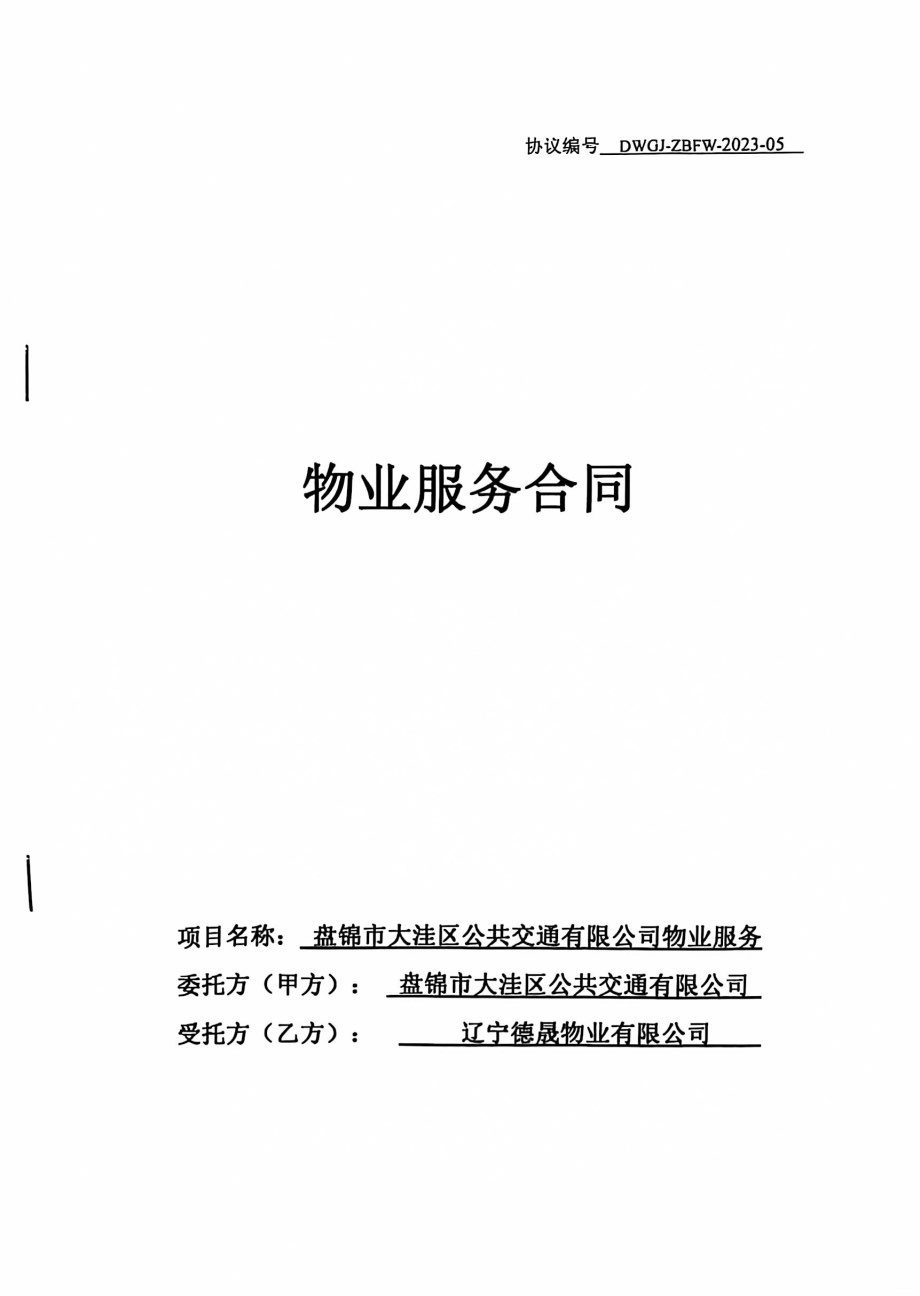 协议编号 DWGJ-ZBFW-2023-05
物业服务合同
项目名称：盘锦市大洼区公共交通有限公司物业服务
委托方（甲方）：盘锦市大洼区公共交通有限公司
受托方（乙方）：辽宁德晟物业有限公司